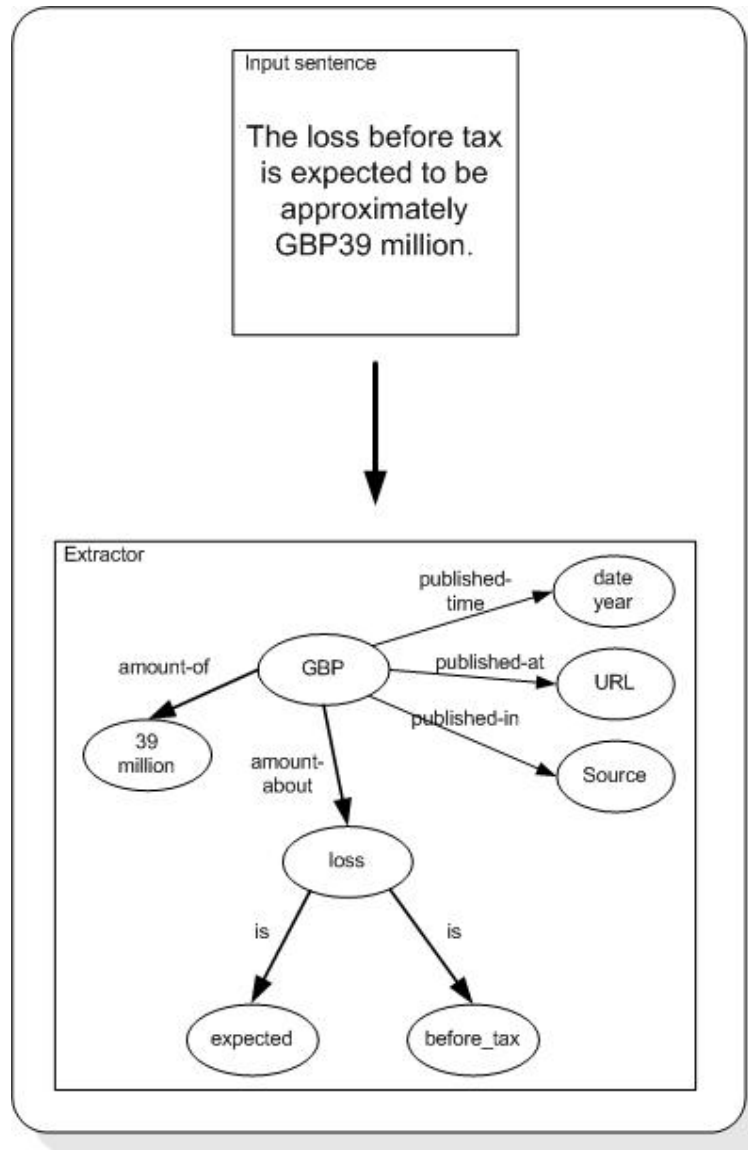 Input sentence
The loss before tax
is expected to be
approximately
GBP39 million.
Extractor
published-
time
date
year
amount-of
GBP
published-at
URL
published-in
39
million
amount-
about
Source
loss
is
is
expected
before_tax